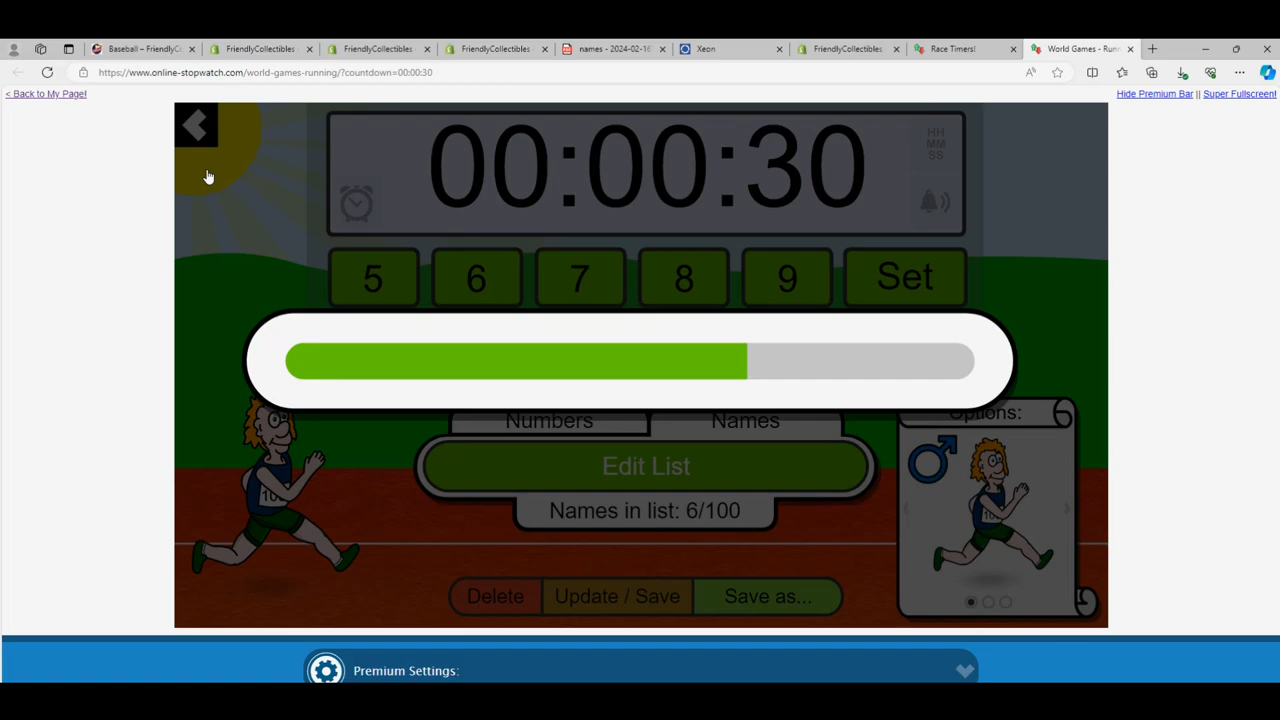 Baseball – FriendlyC
FriendlyCollectibles
FriendlyCollectibles
FriendlyCollectibles
names - 2024-02-16
Xeon
FriendlyCollectibles
Race Timers!
World Games - Runn
https://www.online-stopwatch.com/world-games-running/?countdown=00:00:30
< Back to My Page!
Hide Premium Bar || Super Fullscreen!
00:00:30
HH
MM
SS
5 6 7 8 9 Set
Numbers Names
Options:
Edit List
Names in list: 6/100
Delete Update / Save Save as...
Premium Settings: